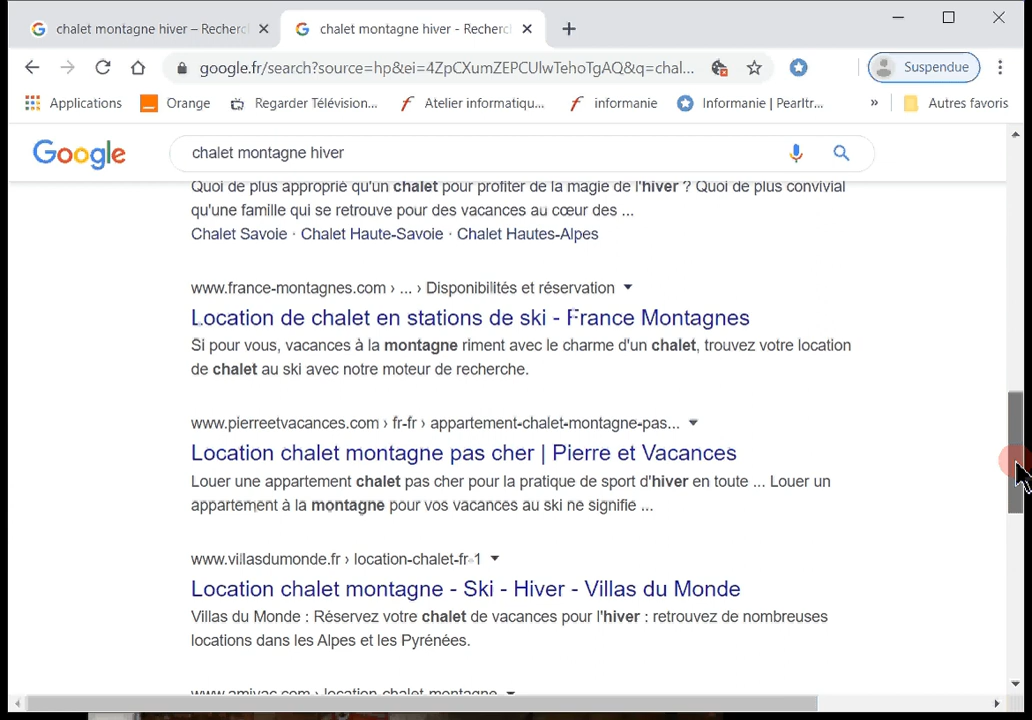 chalet montagne hiver – Recherc
chalet montagne hiver - Recherc
google.fr/search?source=hp&ei=4ZpCXumZEPCUlwTehoTgAQ&q=chal...
Suspendue
Applications
Orange
Regarder Télévision...
Atelier informatiqu...
informanie
Informanie | Pearltr...
»
Autres favoris
Google
chalet montagne hiver
Quoi de plus approprié qu'un chalet pour profiter de la magie de l'hiver ? Quoi de plus convivial
qu'une famille qui se retrouve pour des vacances au cœur des ...
Chalet Savoie · Chalet Haute-Savoie · Chalet Hautes-Alpes
www.france-montagnes.com › ... › Disponibilités et réservation
Location de chalet en stations de ski - France Montagnes
Si pour vous, vacances à la montagne riment avec le charme d'un chalet, trouvez votre location
de chalet au ski avec notre moteur de recherche.
www.pierreetvacances.com › fr-fr › appartement-chalet-montagne-pas...
Location chalet montagne pas cher | Pierre et Vacances
Louer une appartement chalet pas cher pour la pratique de sport d'hiver en toute ... Louer un
appartement à la montagne pour vos vacances au ski ne signifie ...
www.villasdumonde.fr › location-chalet-fr-1
Location chalet montagne - Ski - Hiver - Villas du Monde
Villas du Monde : Réservez votre chalet de vacances pour l'hiver : retrouvez de nombreuses
locations dans les Alpes et les Pyrénées.
www.amivac.com › location-chalet-montagne